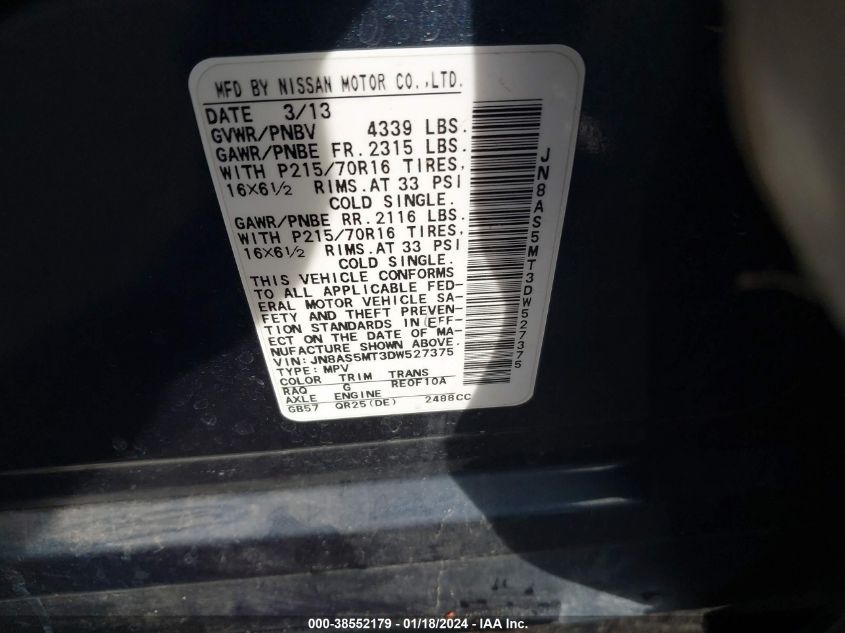 MFD BY NISSAN MOTOR CO.,LTD.
DATE 3/13
GVWR/PNBV 4339 LBS.
GAWR/PNBE FR. 2315 LBS.
WITH P215/70R16 TIRES,
16×6½ RIMS. AT 33 PSI
COLD SINGLE.
GAWR/PNBE RR. 2116 LBS.
WITH P215/70R16 TIRES,
16×6½ RIMS. AT 33 PSI
COLD SINGLE.
THIS VEHICLE CONFORMS
TO ALL APPLICABLE FED-
ERAL MOTOR VEHICLE SA-
FETY AND THEFT PREVEN-
TION STANDARDS IN EFF-
ECT ON THE DATE OF MA-
NUFACTURE SHOWN ABOVE.
VIN: JN8AS5MT3DW527375
TYPE: MPV
COLOR TRIM TRANS
RAQ G RE0F10A
AXLE ENGINE
GB57 QR25(DE) 2488CC
JN8AS5MT3DW527375
000-38552179 - 01/18/2024 - IAA Inc.